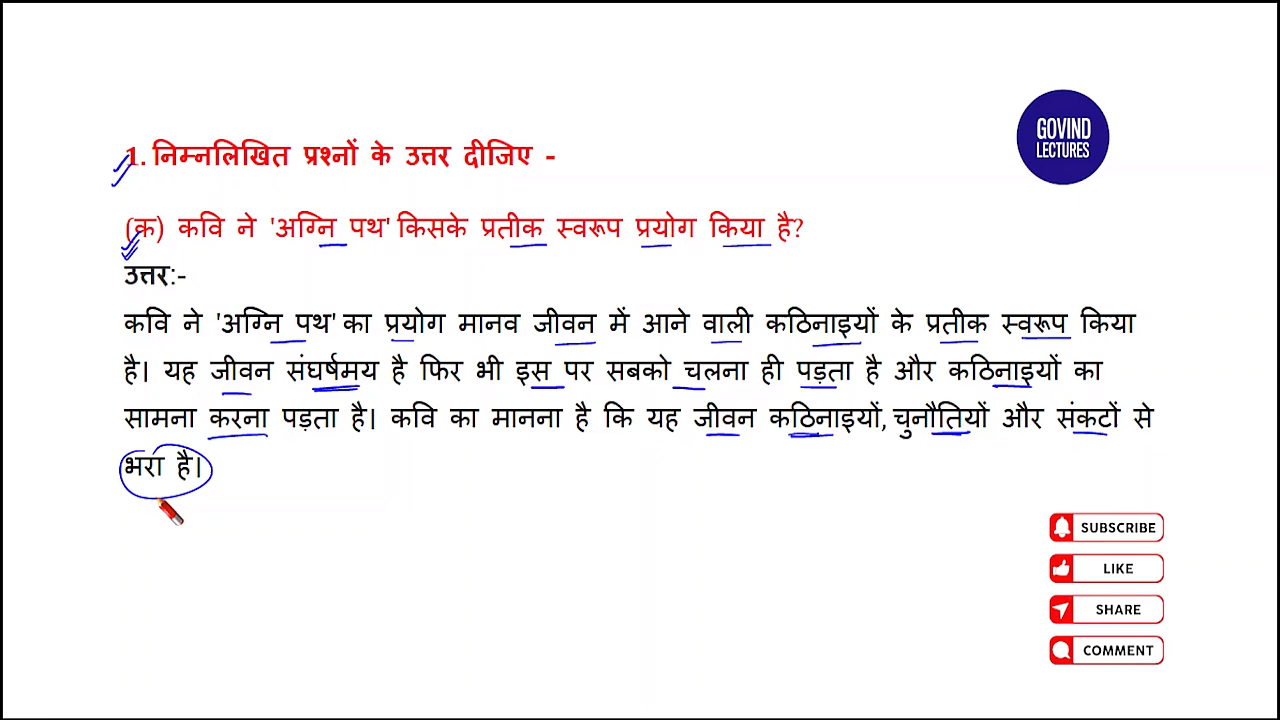 GOVIND
LECTURES
1. निम्नलिखित प्रश्नों के उत्तर दीजिए -
(क) कवि ने 'अग्नि पथ' किसके प्रतीक स्वरूप प्रयोग किया है?
उत्तर:-
कवि ने 'अग्नि पथ' का प्रयोग मानव जीवन में आने वाली कठिनाइयों के प्रतीक स्वरूप किया
है। यह जीवन संघर्षमय है फिर भी इस पर सबको चलना ही पड़ता है और कठिनाइयों का
सामना करना पड़ता है। कवि का मानना है कि यह जीवन कठिनाइयों, चुनौतियों और संकटों से
भरा है।
SUBSCRIBE
LIKE
SHARE
COMMENT